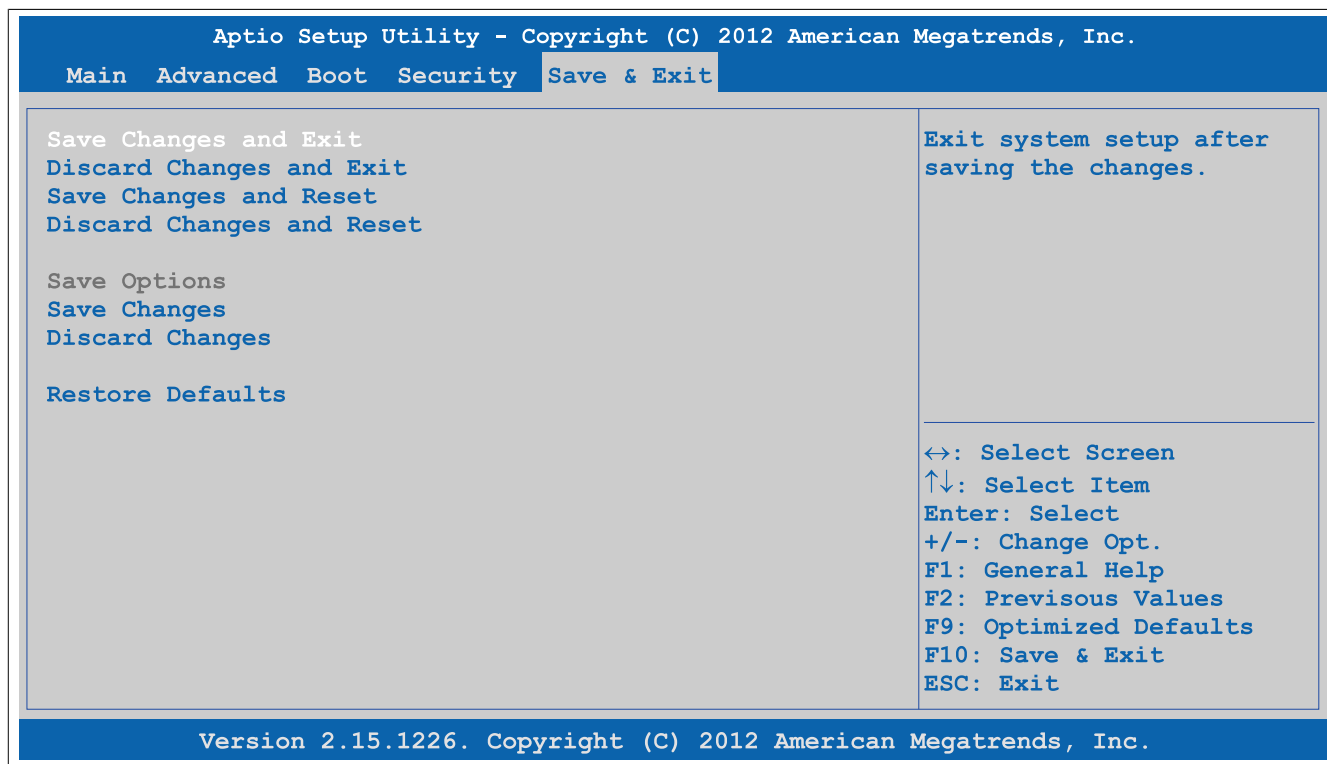 Aptio Setup Utility - Copyright (C) 2012 American Megatrends, Inc.
Main Advanced Boot Security Save & Exit
Save Changes and Exit
Discard Changes and Exit
Save Changes and Reset
Discard Changes and Reset
Save Options
Save Changes
Discard Changes
Restore Defaults
Exit system setup after
saving the changes.
↔: Select Screen
↑↓: Select Item
Enter: Select
+/-: Change Opt.
F1: General Help
F2: Previsous Values
F9: Optimized Defaults
F10: Save & Exit
ESC: Exit
Version 2.15.1226. Copyright (C) 2012 American Megatrends, Inc.